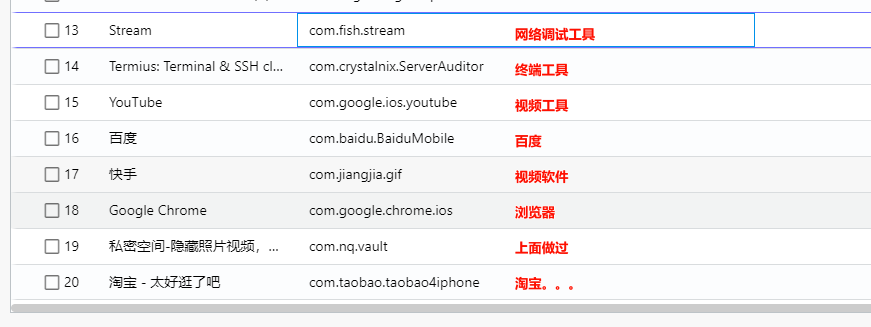 13 Stream com.fish.stream 网络调试工具
14 Termius: Terminal & SSH cl... com.crystalnix.ServerAuditor 终端工具
15 YouTube com.google.ios.youtube 视频工具
16 百度 com.baidu.BaiduMobile 百度
17 快手 com.jiangjia.gif 视频软件
18 Google Chrome com.google.chrome.ios 浏览器
19 私密空间-隐藏照片视频，... com.nq.vault 上面做过
20 淘宝 - 太好逛了吧 com.taobao.taobao4iphone 淘宝。。。